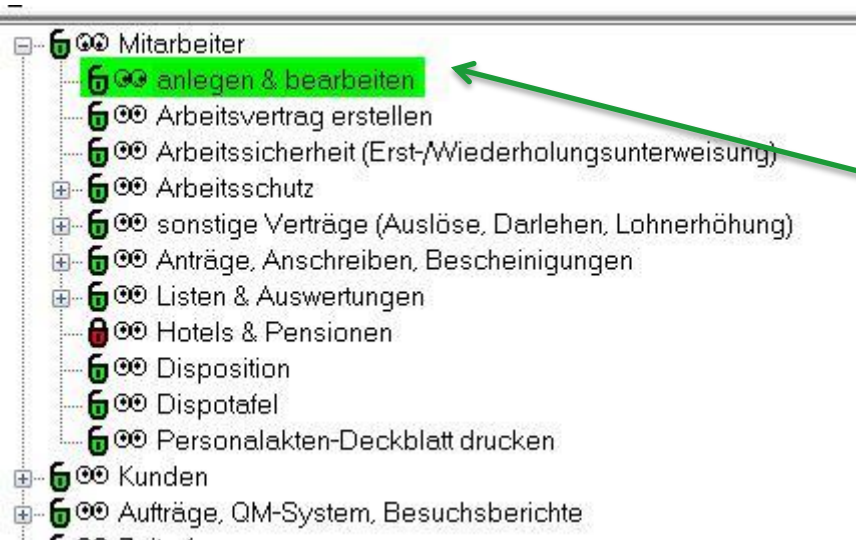 Mitarbeiter
anlegen & bearbeiten
Arbeitsvertrag erstellen
Arbeitssicherheit (Erst-/Wiederholungsunterweisung)
Arbeitsschutz
sonstige Verträge (Auslöse, Darlehen, Lohnerhöhung)
Anträge, Anschreiben, Bescheinigungen
Listen & Auswertungen
Hotels & Pensionen
Disposition
Dispotafel
Personalakten-Deckblatt drucken
Kunden
Aufträge, QM-System, Besuchsberichte